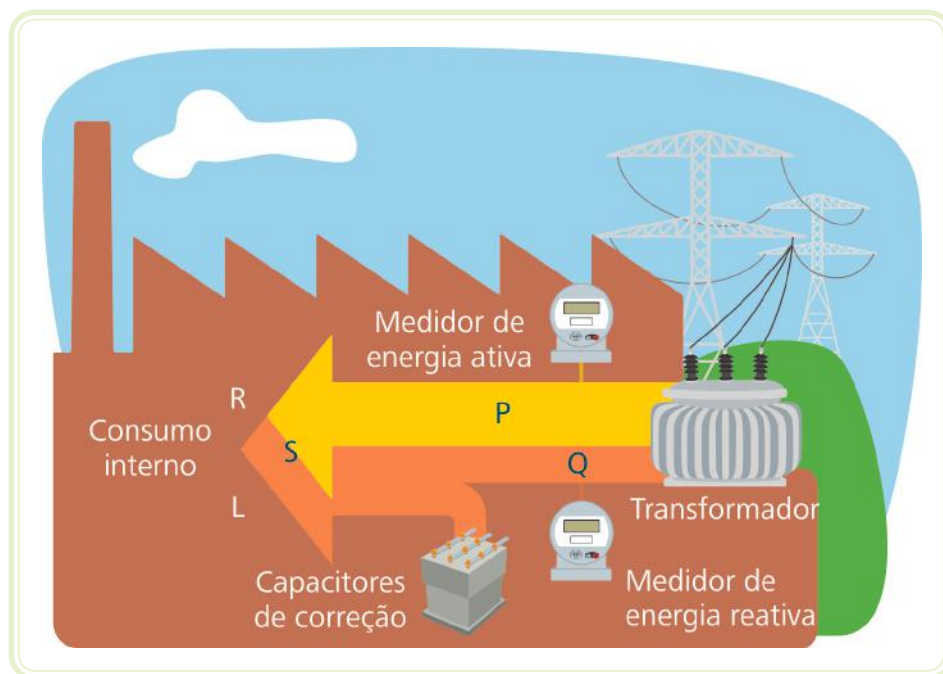 Medidor de
energia ativa
R
P
Consumo
interno
S
Q
L
Transformador
Capacitores
de correção
Medidor de
energia reativa